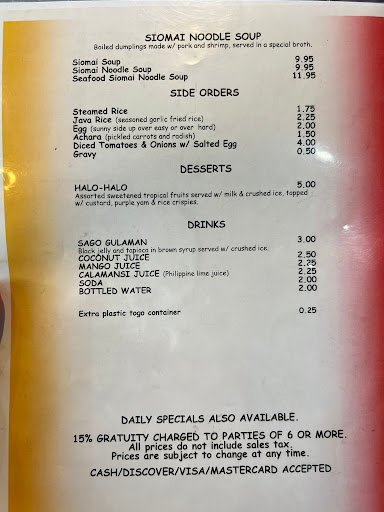 SIOMAI NOODLE SOUP
Boiled dumplings made w/ pork and shrimp, served in a special broth.
Siomai Soup 9.95
Siomai Noodle Soup 9.95
Seafood Siomai Noodle Soup 11.95
SIDE ORDERS
Steamed Rice 1.75
Java Rice (seasoned garlic fried rice) 2.25
Egg (sunny side up over easy or over hard) 2.00
Achara (pickled carrots and radish) 1.50
Diced Tomatoes & Onions w/ Salted Egg 4.00
Gravy 0.50
DESSERTS
HALO-HALO 5.00
Assorted sweetened tropical fruits served w/ milk & crushed ice, topped
w/ custard, purple yam & rice crispies.
DRINKS
SAGO GULAMAN 3.00
Black jelly and tapioca in brown syrup served w/ crushed ice.
COCONUT JUICE 2.50
MANGO JUICE 2.75
CALAMANSI JUICE (Philippine lime juice) 2.25
SODA 2.00
BOTTLED WATER 2.00
Extra plastic togo container 0.25
DAILY SPECIALS ALSO AVAILABLE.
15% GRATUITY CHARGED TO PARTIES OF 6 OR MORE.
All prices do not include sales tax.
Prices are subject to change at any time.
CASH/DISCOVER/VISA/MASTERCARD ACCEPTED